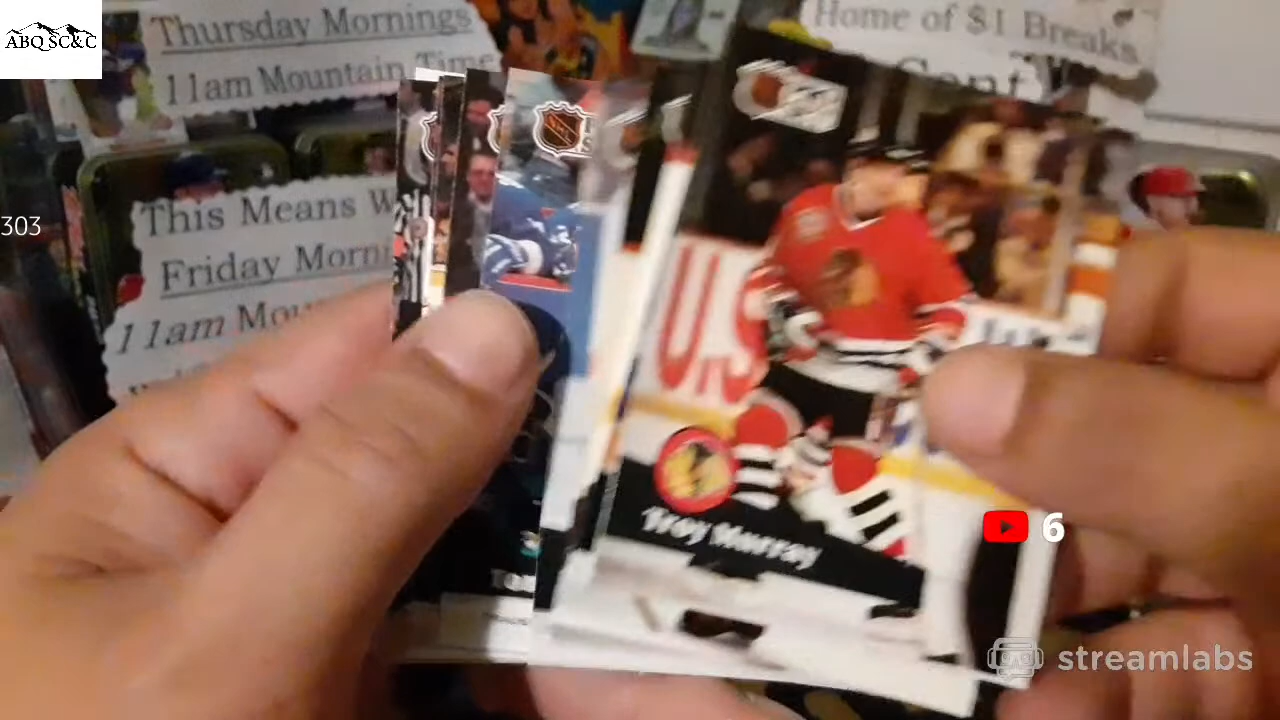 ABQ SC&C
Thursday Mornings
11am Mountain Time
Home of $1 Breaks
303
This Means W
Friday Morni
11am Mou
U.S
Troy Murray
6
streamlabs